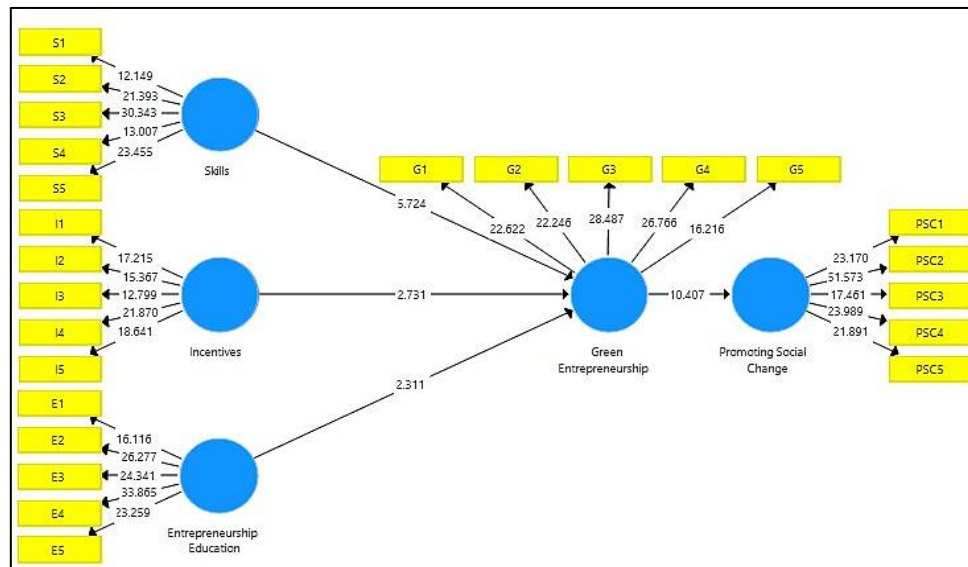 S1
S2
S3
S4
S5
12.149
21.393
30.343
13.007
23.455
Skills
I1
I2
I3
I4
I5
17.215
15.367
12.799
21.870
18.641
Incentives
E1
E2
E3
E4
E5
16.116
26.277
24.341
33.865
23.259
Entrepreneurship
Education
5.724
2.731
2.311
G1
G2
G3
G4
G5
22.622
22.246
28.487
26.766
16.216
Green
Entrepreneurship
10.407
Promoting Social
Change
23.170
51.573
17.461
23.989
21.891
PSC1
PSC2
PSC3
PSC4
PSC5